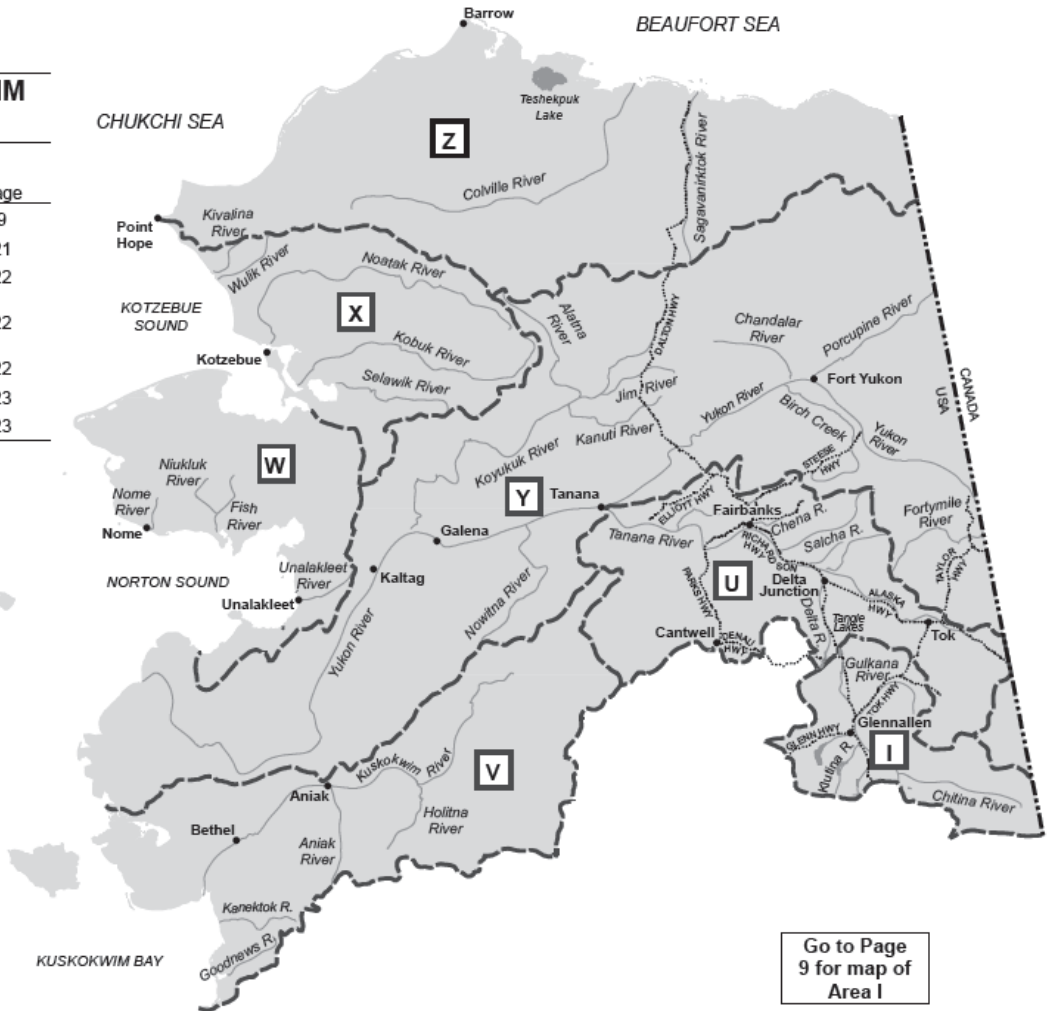 Barrow
BEAUFORT SEA
IM
Teshekpuk
Lake
CHUKCHI SEA
Z
Sagavanirktok River
age
9
21
22
22
22
23
23
Colville River
Point
Hope
Kivalina
River
Wulik River
Noatak River
KOTZEBUE
SOUND
X
Alatna
River
DALTON HWY
Chandalar
River
Porcupine River
Kobuk River
Kotzebue
Selawik River
Jim River
Fort Yukon
CANADA
USA
Yukon River
Birch Creek
Yukon
River
Kanuti River
Koyukuk River
STEESE
HWY
W
Niukluk
River
Nome
River
Fish
River
Nome
Y
Tanana
ELLIOTT HWY
Fairbanks
Chena R.
Fortymile
River
Salcha R.
Galena
Tanana River
RICHARDSON
HWY
TAYLOR
HWY
NORTON SOUND
Unalakleet
River
Kaltag
PARKS HWY
U
Delta
Junction
ALASKA
HWY
Unalakleet
Nowitna River
Yukon River
Delta R.
Tangle
Lakes
Tok
Cantwell
DENALI
HWY
Gulkana
River
TOK HWY
Glennallen
GLENN HWY
I
Klutina R.
Chitina River
Kuskokwim River
V
Aniak
Holitna
River
Bethel
Aniak
River
Kanektok R.
Goodnews R.
KUSKOKWIM BAY
Go to Page
9 for map of
Area I